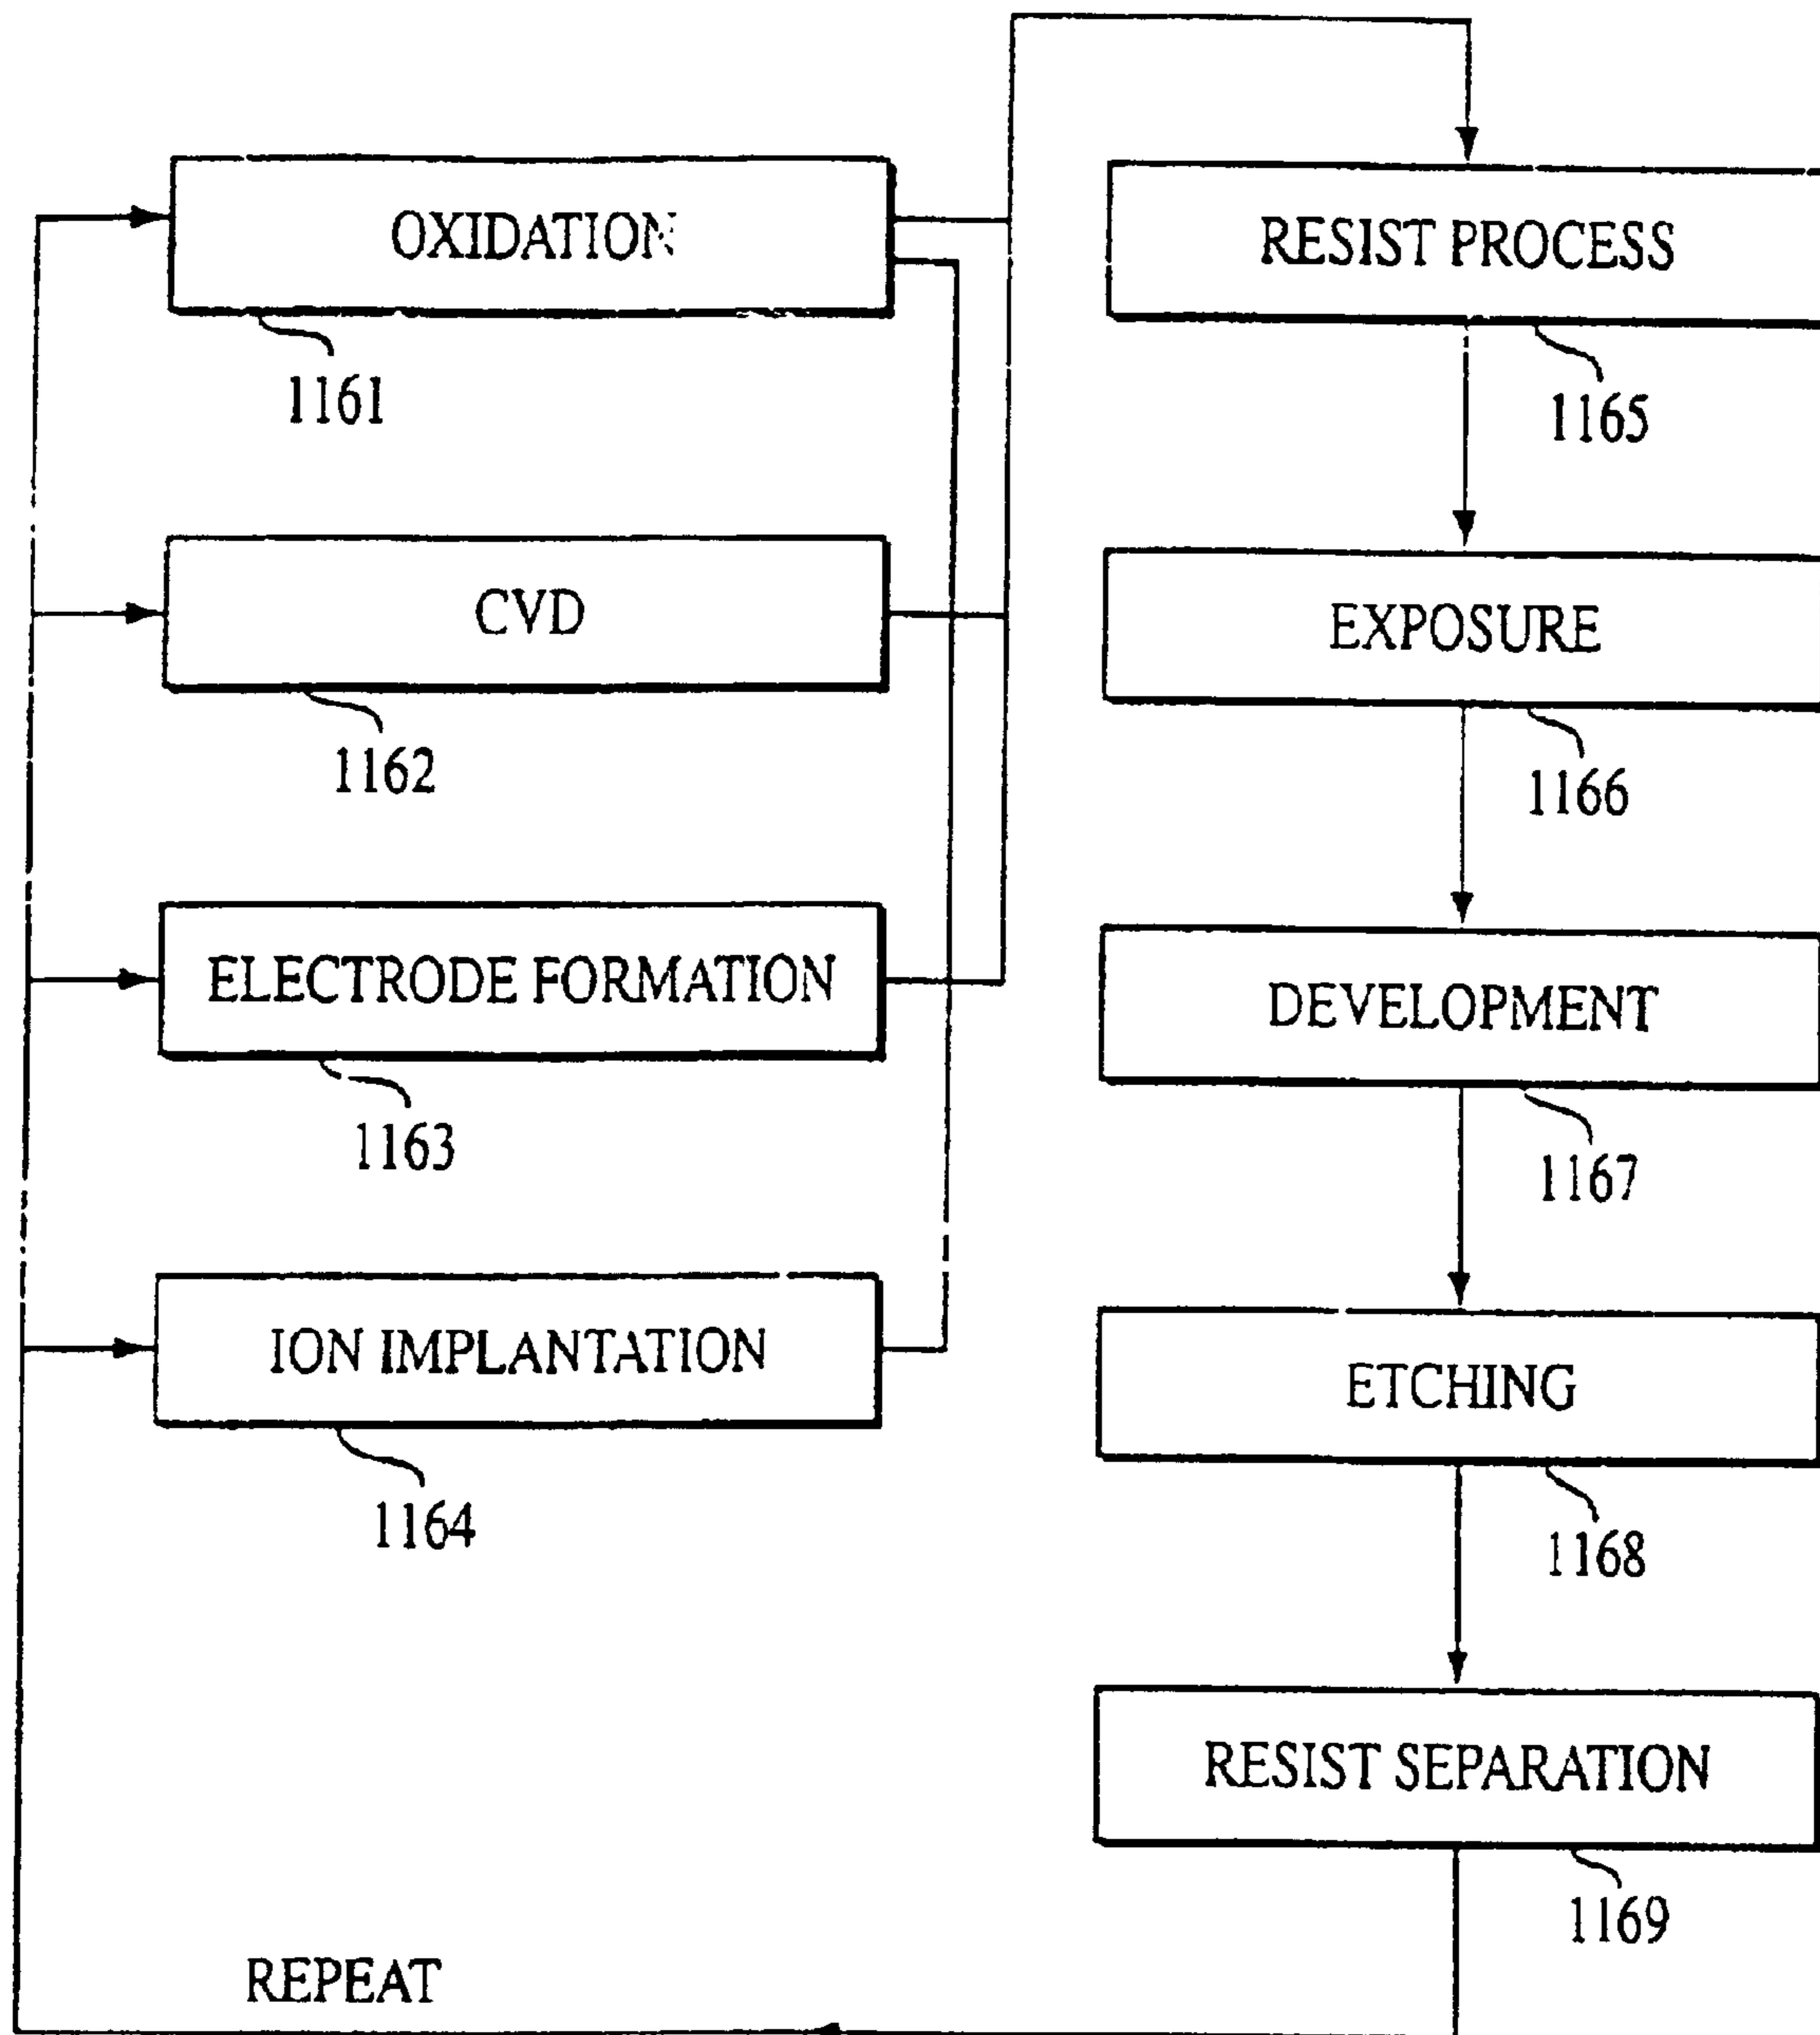 OXIDATION
1161
CVD
1162
ELECTRODE FORMATION
1163
ION IMPLANTATION
1164
RESIST PROCESS
1165
EXPOSURE
1166
DEVELOPMENT
1167
ETCHING
1168
RESIST SEPARATION
1169
REPEAT